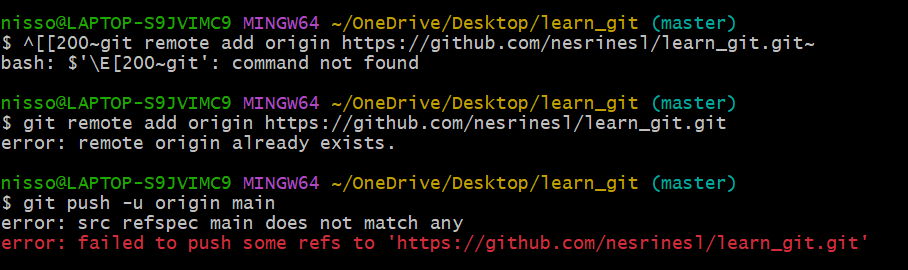 nisso@LAPTOP-S9JVIMC9 MINGW64 ~/OneDrive/Desktop/learn_git (master)
$ ^[[200~git remote add origin https://github.com/nesrinesl/learn_git.git~
bash: $'\E[200~git': command not found
nisso@LAPTOP-S9JVIMC9 MINGW64 ~/OneDrive/Desktop/learn_git (master)
$ git remote add origin https://github.com/nesrinesl/learn_git.git
error: remote origin already exists.
nisso@LAPTOP-S9JVIMC9 MINGW64 ~/OneDrive/Desktop/learn_git (master)
$ git push -u origin main
error: src refspec main does not match any
error: failed to push some refs to 'https://github.com/nesrinesl/learn_git.git'